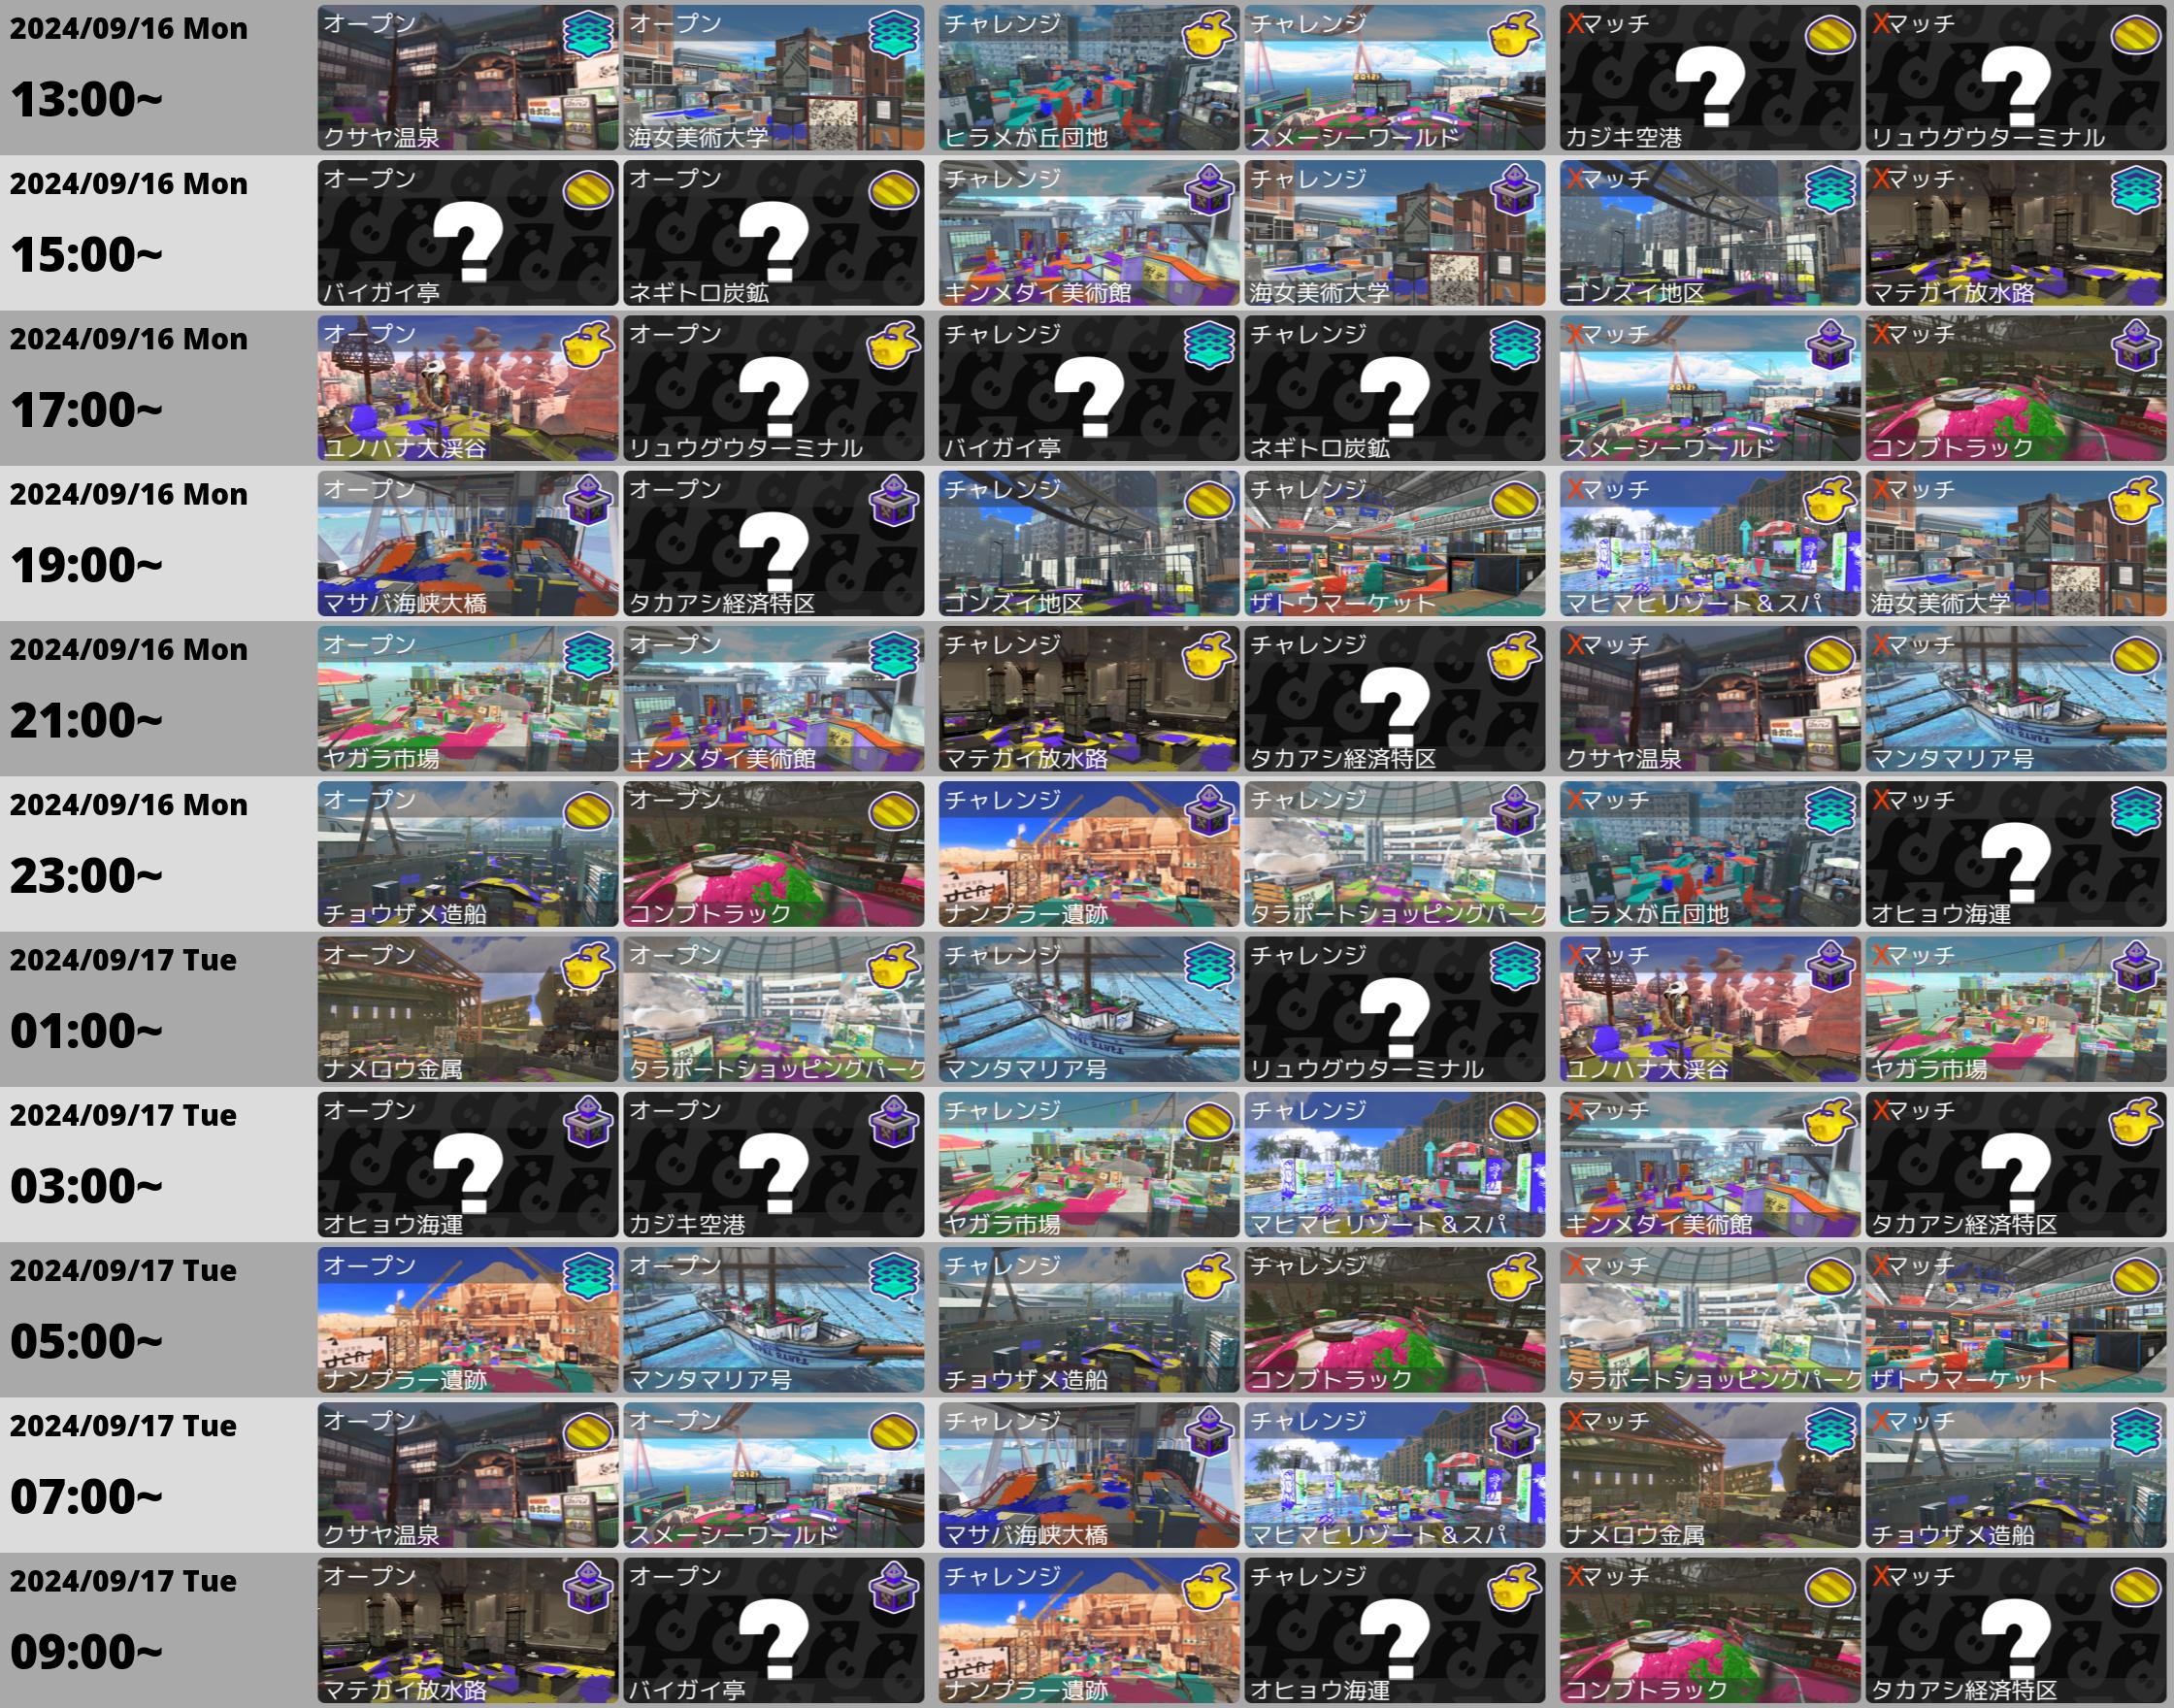 2024/09/16 Mon
13:00~
オープン オープン チャレンジ チャレンジ Xマッチ Xマッチ
クサヤ温泉 海女美術大学 ヒラメが丘団地 スメーシーワールド カジキ空港 リュウグウターミナル
2024/09/16 Mon
15:00~
オープン オープン チャレンジ チャレンジ Xマッチ Xマッチ
バイガイ亭 ネギトロ炭鉱 キンメダイ美術館 海女美術大学 ゴンズイ地区 マテガイ放水路
2024/09/16 Mon
17:00~
オープン オープン チャレンジ チャレンジ Xマッチ Xマッチ
ユノハナ大渓谷 リュウグウターミナル バイガイ亭 ネギトロ炭鉱 スメーシーワールド コンブトラック
2024/09/16 Mon
19:00~
オープン オープン チャレンジ チャレンジ Xマッチ Xマッチ
マサバ海峡大橋 タカアシ経済特区 ゴンズイ地区 ザトウマーケット マヒマヒリゾート&スパ 海女美術大学
2024/09/16 Mon
21:00~
オープン オープン チャレンジ チャレンジ Xマッチ Xマッチ
ヤガラ市場 キンメダイ美術館 マテガイ放水路 タカアシ経済特区 クサヤ温泉 マンタマリア号
2024/09/16 Mon
23:00~
オープン オープン チャレンジ チャレンジ Xマッチ Xマッチ
チョウザメ造船 コンブトラック ナンプラー遺跡 タラポートショッピングパーク ヒラメが丘団地 オヒョウ海運
2024/09/17 Tue
01:00~
オープン オープン チャレンジ チャレンジ Xマッチ Xマッチ
ナメロウ金属 タラポートショッピングパーク マンタマリア号 リュウグウターミナル ユノハナ大渓谷 ヤガラ市場
2024/09/17 Tue
03:00~
オープン オープン チャレンジ チャレンジ Xマッチ Xマッチ
オヒョウ海運 カジキ空港 ヤガラ市場 マヒマヒリゾート&スパ キンメダイ美術館 タカアシ経済特区
2024/09/17 Tue
05:00~
オープン オープン チャレンジ チャレンジ Xマッチ Xマッチ
ナンプラー遺跡 マンタマリア号 チョウザメ造船 コンブトラック タラポートショッピングパーク ザトウマーケット
2024/09/17 Tue
07:00~
オープン オープン チャレンジ チャレンジ Xマッチ Xマッチ
クサヤ温泉 スメーシーワールド マサバ海峡大橋 マヒマヒリゾート&スパ ナメロウ金属 チョウザメ造船
2024/09/17 Tue
09:00~
オープン オープン チャレンジ チャレンジ Xマッチ Xマッチ
マテガイ放水路 バイガイ亭 ナンプラー遺跡 オヒョウ海運 コンブトラック タカアシ経済特区